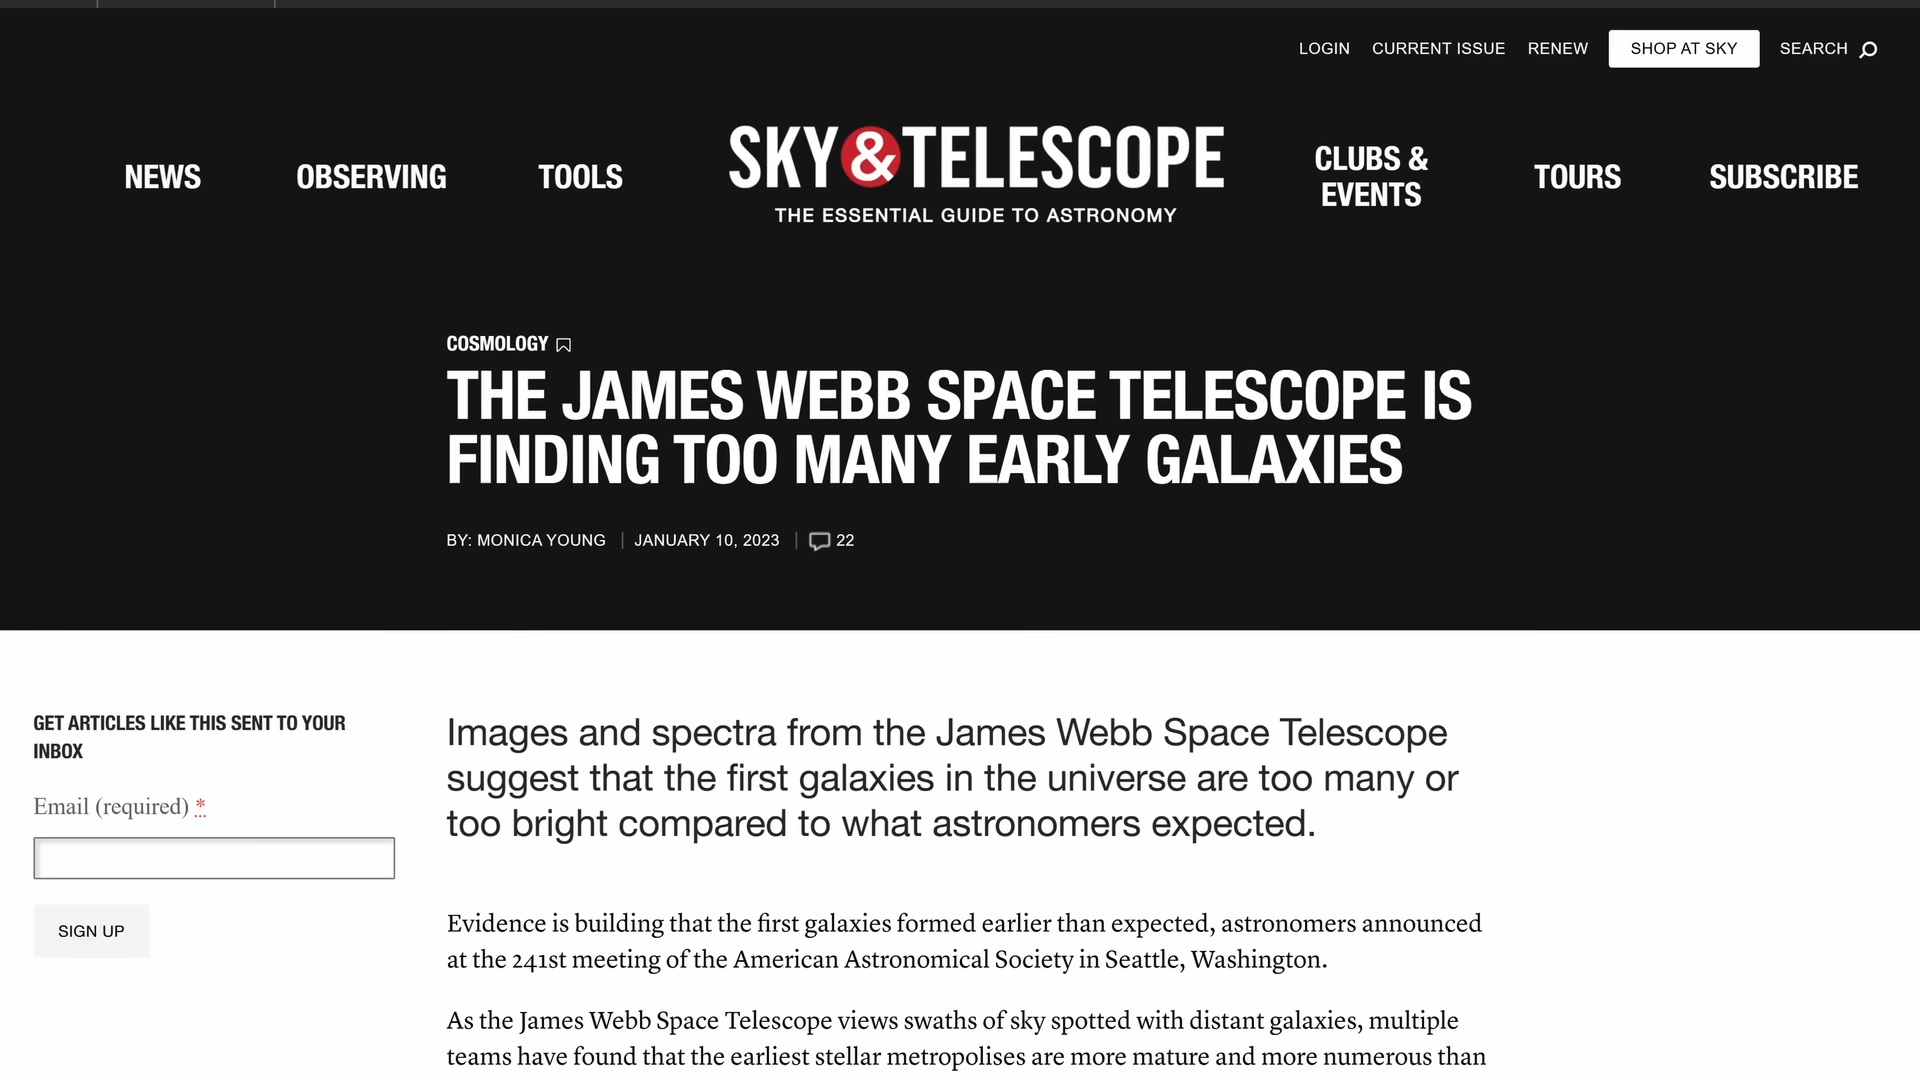 LOGIN CURRENT ISSUE RENEW SHOP AT SKY SEARCH
NEWS OBSERVING TOOLS SKY&TELESCOPE CLUBS & EVENTS TOURS SUBSCRIBE
THE ESSENTIAL GUIDE TO ASTRONOMY
COSMOLOGY
THE JAMES WEBB SPACE TELESCOPE IS
FINDING TOO MANY EARLY GALAXIES
BY: MONICA YOUNG JANUARY 10, 2023 22
GET ARTICLES LIKE THIS SENT TO YOUR
INBOX
Email (required) *
SIGN UP
Images and spectra from the James Webb Space Telescope
suggest that the first galaxies in the universe are too many or
too bright compared to what astronomers expected.
Evidence is building that the first galaxies formed earlier than expected, astronomers announced
at the 241st meeting of the American Astronomical Society in Seattle, Washington.
As the James Webb Space Telescope views swaths of sky spotted with distant galaxies, multiple
teams have found that the earliest stellar metropolises are more mature and more numerous than